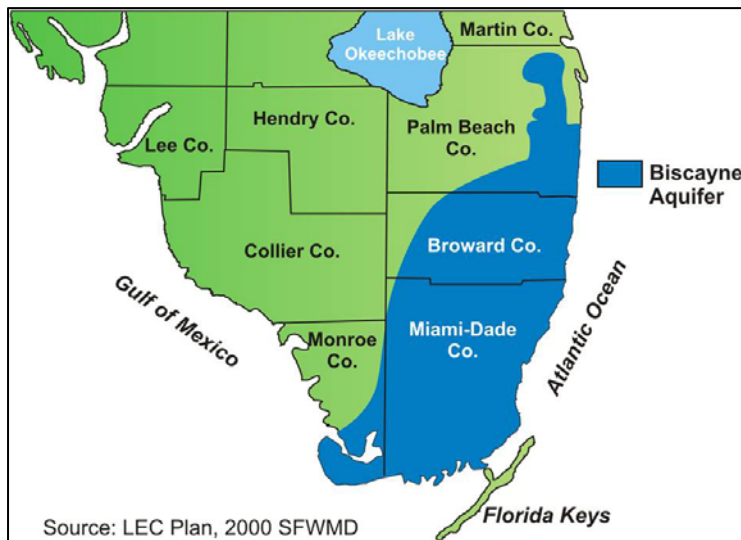 Lake
Okeechobee
Martin Co.
Hendry Co.
Palm Beach
Co.
Lee Co.
Biscayne
Aquifer
Collier Co.
Broward Co.
Gulf of Mexico
Atlantic Ocean
Monroe
Co.
Miami-Dade
Co.
Florida Keys
Source: LEC Plan, 2000 SFWMD